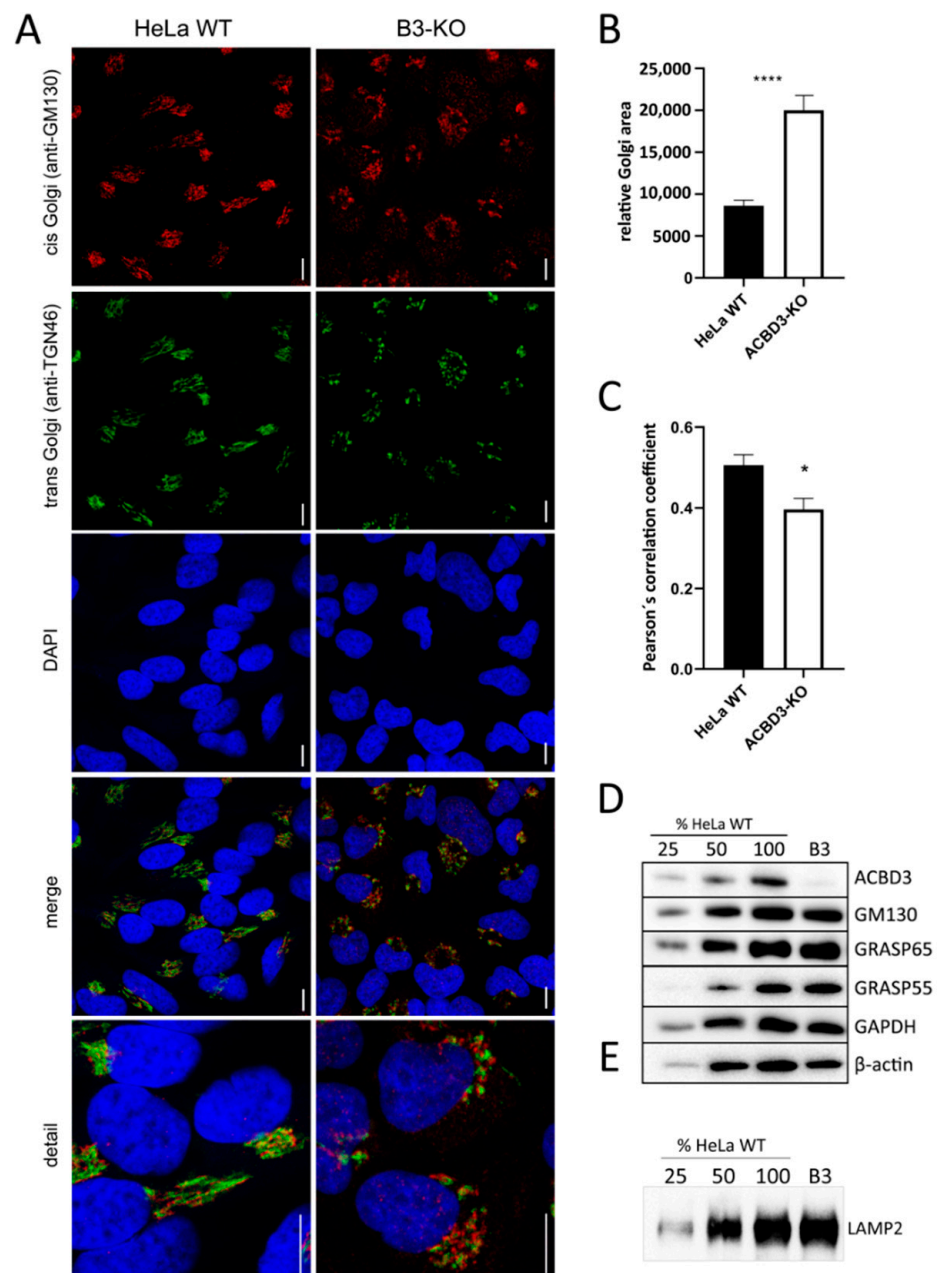 A
HeLa WT
B3-KO
cis Golgi (anti-GM130)
trans Golgi (anti-TGN46)
DAPI
merge
detail
B
25,000
20,000
15,000
10,000
5000
0
relative Golgi area
****
HeLa WT
ACBD3-KO
C
0.6
0.4
0.2
0.0
Pearson´s correlation coefficient
*
HeLa WT
ACBD3-KO
D
% HeLa WT
25 50 100 B3
ACBD3
GM130
GRASP65
GRASP55
GAPDH
β-actin
E
% HeLa WT
25 50 100 B3
LAMP2